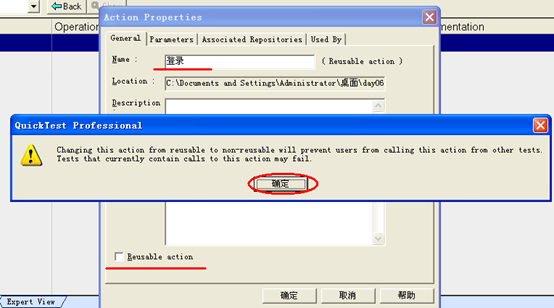 Back
Operation
Action Properties
mentation
General Parameters Associated Repositories Used By
Name : 登录 ( Reusable action )
Location : C:\Documents and Settings\Administrator\桌面\day06
Description
QuickTest Professional
Changing this action from reusable to non-reusable will prevent users from calling this action from other tests.
Tests that currently contain calls to this action may fail.
确定
Reusable action
确定 取消 帮助
Expert View